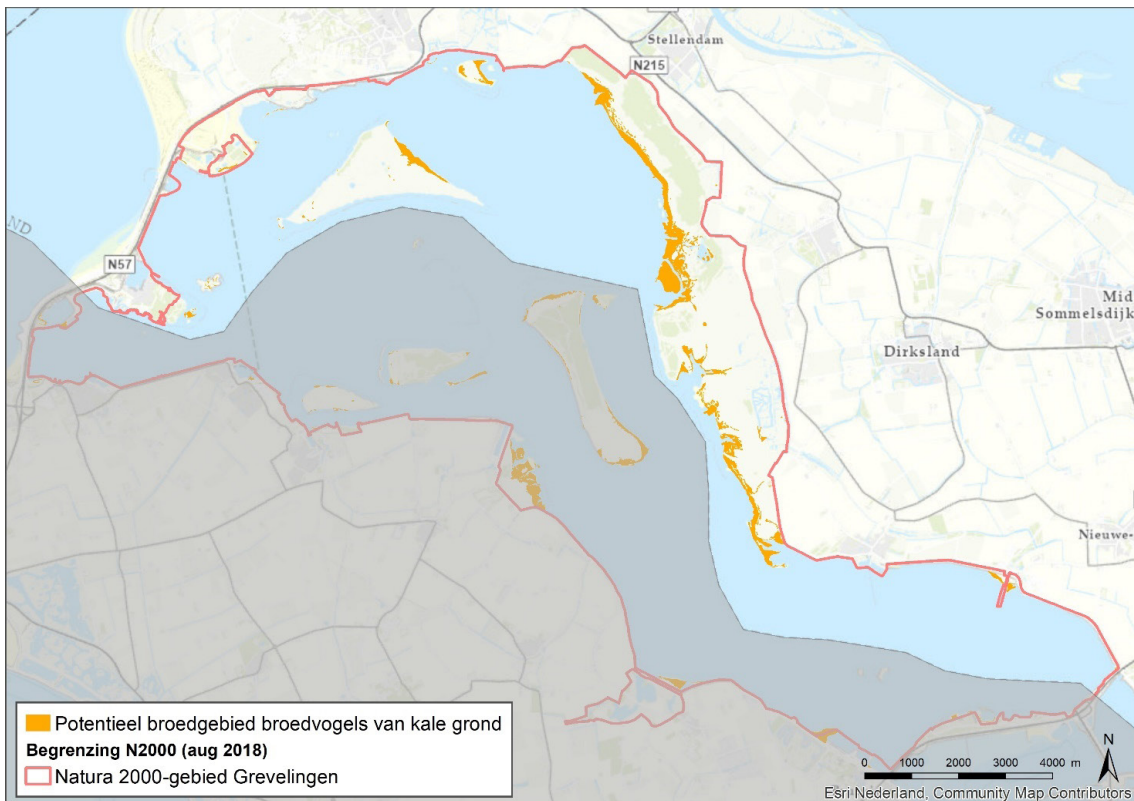 Stellendam
N215
ND
N57
Mid
Sommelsdijk
Dirksland
Nieuwe-
Potentieel broedgebied broedvogels van kale grond
Begrenzing N2000 (aug 2018)
Natura 2000-gebied Grevelingen
N
0 1000 2000 3000 4000 m
Esri Nederland, Community Map Contributors